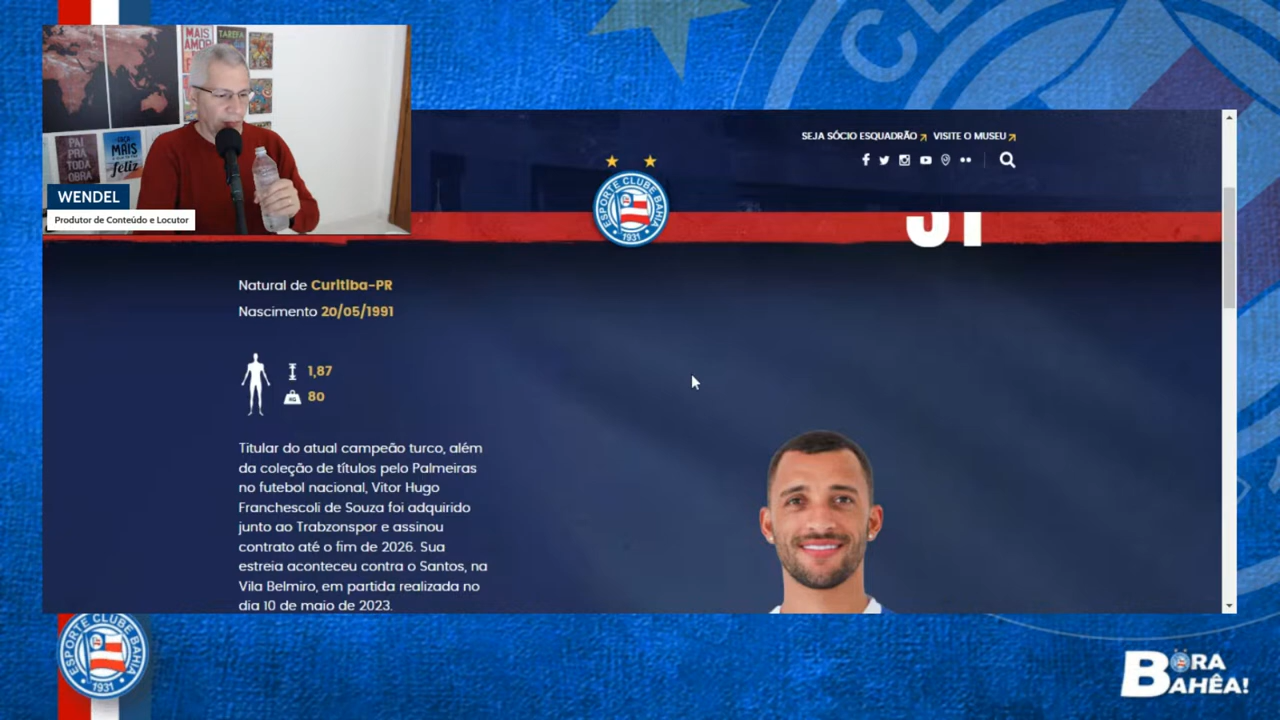 MAIS
AMOR
TAREFA
PAI
PRA
TODA
OBRA
FAÇA
MAIS
feliz
WENDEL
Produtor de Conteúdo e Locutor
SEJA SÓCIO ESQUADRÃO
VISITE O MUSEU
ESPORTE CLUBE BAHIA
1931
Natural de Curitiba-PR
Nascimento 20/05/1991
1,87
KG
80
Titular do atual campeão turco, além
da coleção de títulos pelo Palmeiras
no futebol nacional, Vitor Hugo
Franchescoli de Souza foi adquirido
junto ao Trabzonspor e assinou
contrato até o fim de 2026. Sua
estreia aconteceu contra o Santos, na
Vila Belmiro, em partida realizada no
dia 10 de maio de 2023.
ESPORTE CLUBE BAHIA
1931
BORA
BAHÊA!